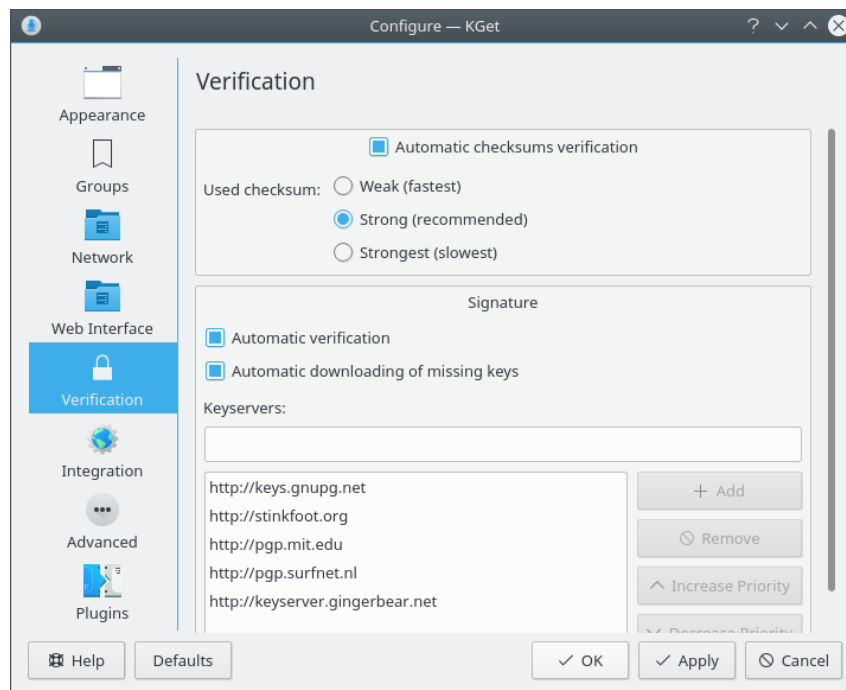 Configure — KGet
Appearance
Groups
Network
Web Interface
Verification
Integration
Advanced
Plugins
Verification
Automatic checksums verification
Used checksum:
Weak (fastest)
Strong (recommended)
Strongest (slowest)
Signature
Automatic verification
Automatic downloading of missing keys
Keyservers:
http://keys.gnupg.net
http://stinkfoot.org
http://pgp.mit.edu
http://pgp.surfnet.nl
http://keyserver.gingerbear.net
Add
Remove
Increase Priority
Decrease Priority
Help
Defaults
OK
Apply
Cancel